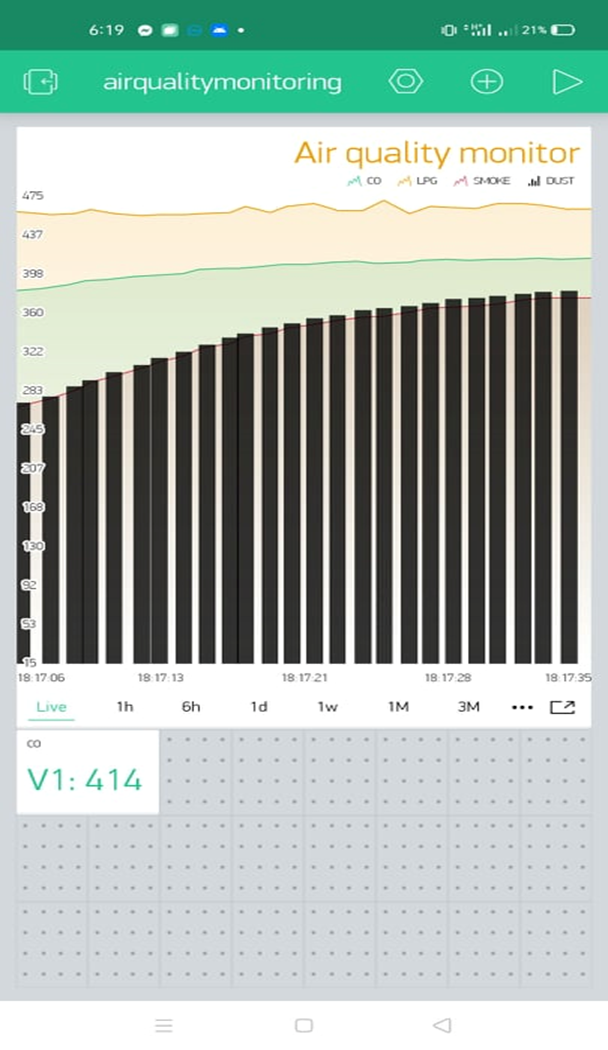 6:19 21%
airqualitymonitoring
Air quality monitor
CO LPG SMOKE DUST
475
437
398
360
322
283
245
207
168
130
92
53
15
18:17:06 18:17:13 18:17:21 18:17:28 18:17:35
Live 1h 6h 1d 1w 1M 3M
CO
V1: 414